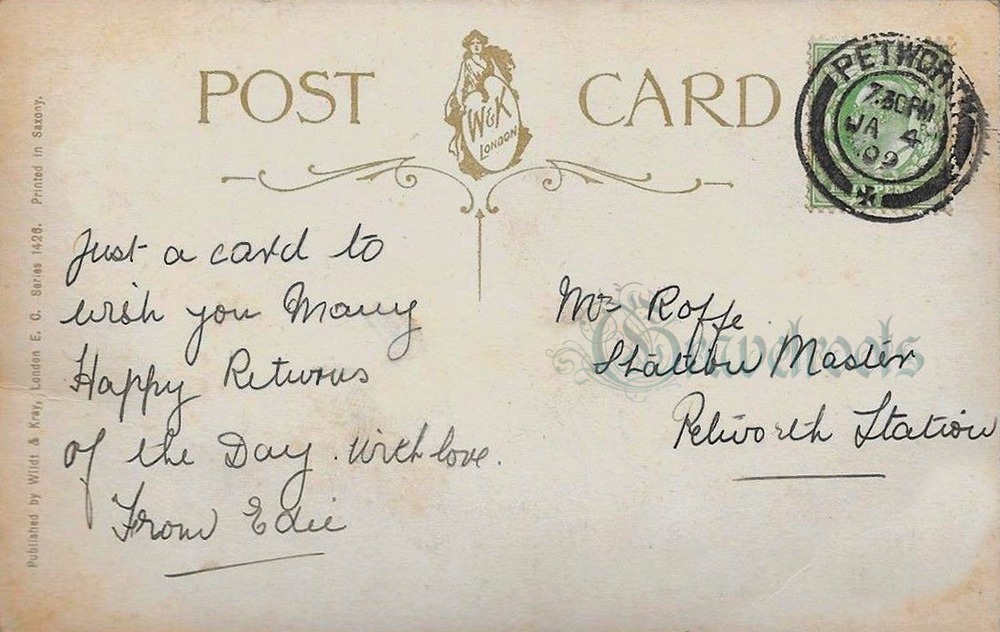 POST CARD
W&K
LONDON
PETWORTH
7.30PM
JA 4
09
Just a card to
wish you Many
Happy Returns
of the Day. With love.
From Edie
Mr Roffe
Station Master
Petworth Station
Published by Wildt & Kray, London E. C. Series 1426. Printed in Saxony.